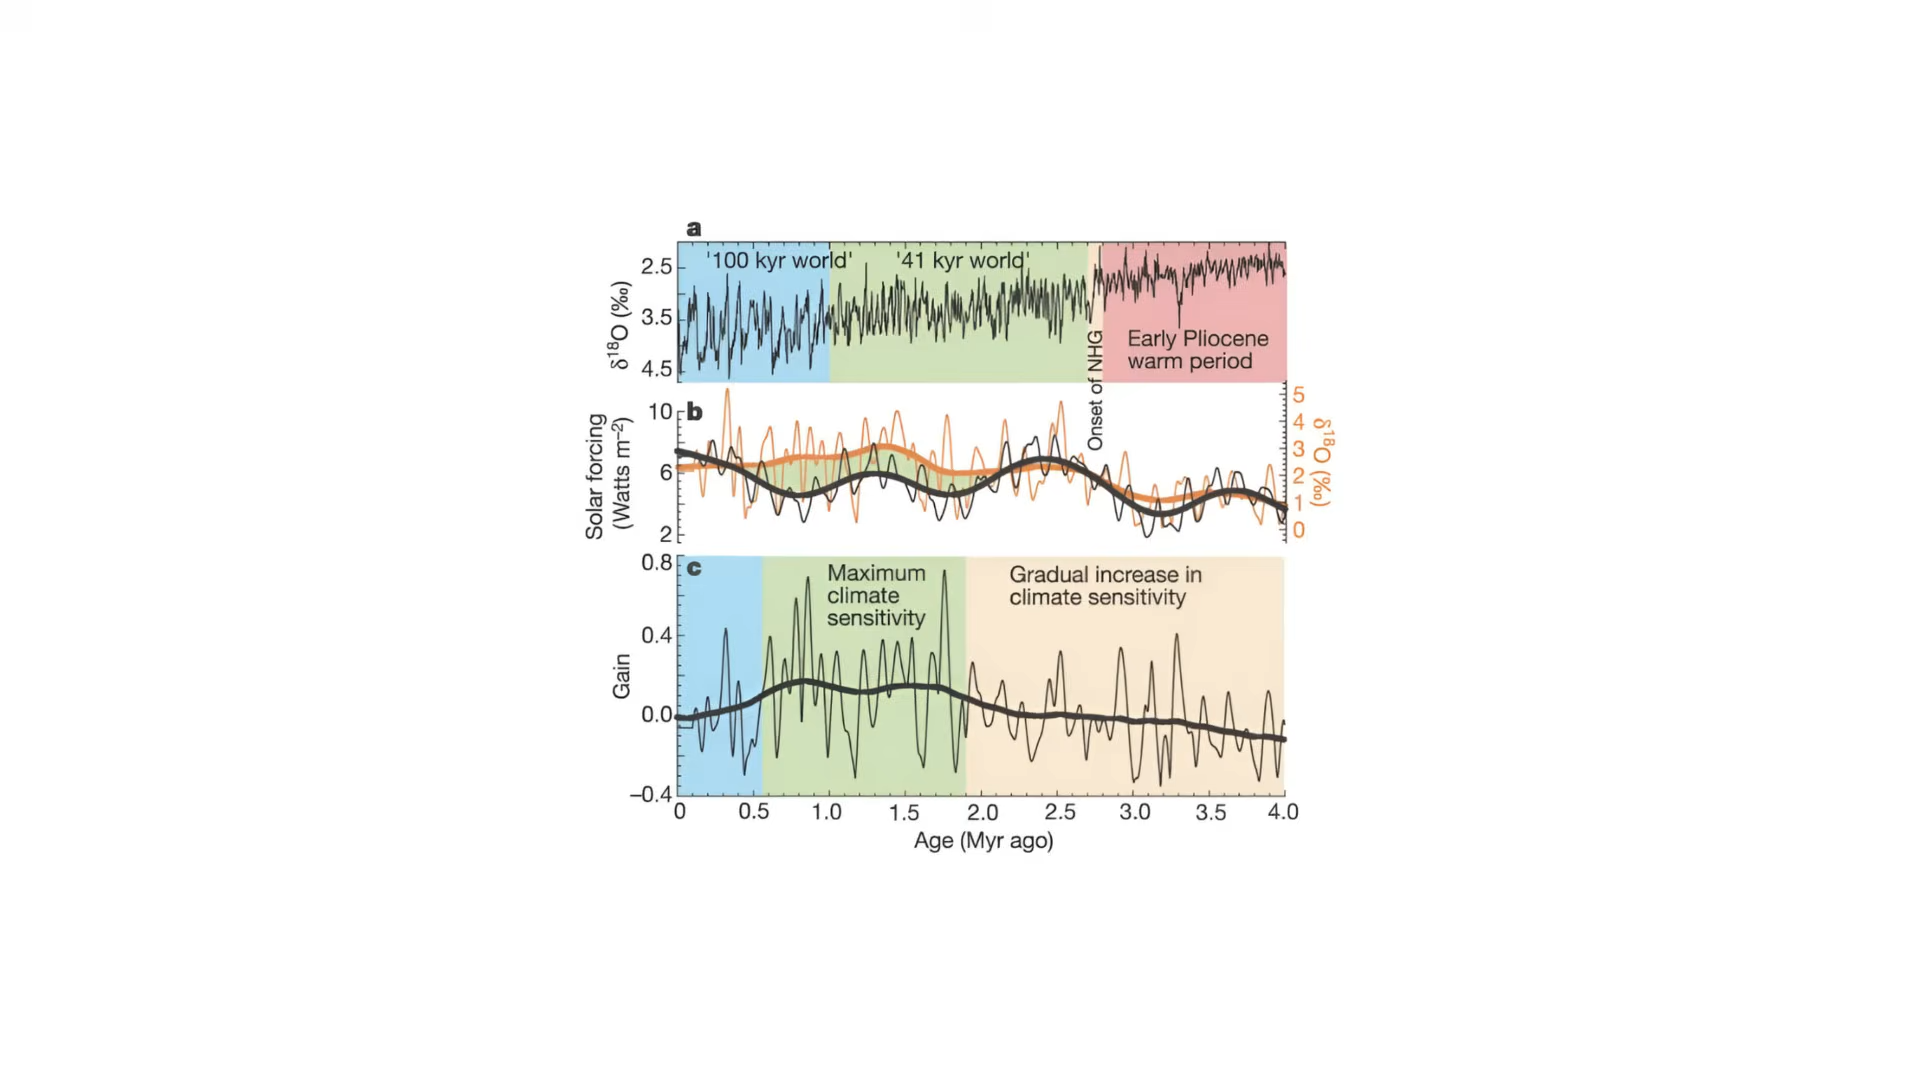 a
'100 kyr world'
'41 kyr world'
2.5
3.5
4.5
δ18O (‰)
Early Pliocene
warm period
Onset of NHG
b
10
6
2
Solar forcing
(Watts m–2)
5
4
3
2
1
0
δ18O (‰)
c
0.8
0.4
0.0
–0.4
Gain
Maximum
climate
sensitivity
Gradual increase in
climate sensitivity
0 0.5 1.0 1.5 2.0 2.5 3.0 3.5 4.0
Age (Myr ago)